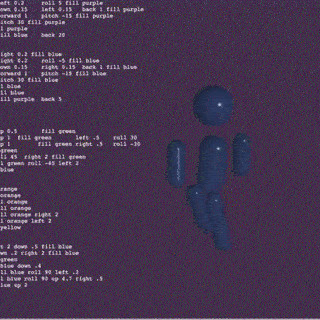 eft 0.2 roll 5 fill purple
own 0.15 left 0.15 back 1 fill purple
orward 1 pitch -15 fill purple
itch 30 fill purple
l purple
ill blue back 20
ight 0.2 fill blue
ight 0.2 roll -5 fill blue
own 0.15 right 0.15 back 1 fill blue
orward 1 pitch -15 fill blue
itch 30 fill blue
l blue
ll blue
ill purple back 5
p 0.5 fill green
p 1 fill green left .5 roll 30
p 1 fill green right .5 roll -30
green
ll 45 right 2 fill green
l green roll -45 left 2
blue
range
orange
orange
ll orange
ll orange right 2
l orange left 2
yellow
t 2 down .5 fill blue
wn .2 right 2 fill blue
green
blue down .4
ll blue roll 90 left .2
l blue roll 90 up 4.7 right .5
lue up 2